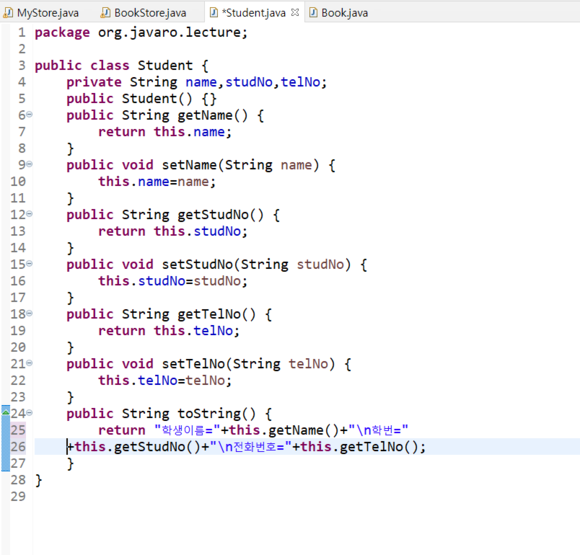 MyStore.java BookStore.java *Student.java Book.java
1 package org.javaro.lecture;
2
3 public class Student {
4     private String name,studNo,telNo;
5     public Student() {}
6     public String getName() {
7         return this.name;
8     }
9     public void setName(String name) {
10         this.name=name;
11     }
12     public String getStudNo() {
13         return this.studNo;
14     }
15     public void setStudNo(String studNo) {
16         this.studNo=studNo;
17     }
18     public String getTelNo() {
19         return this.telNo;
20     }
21     public void setTelNo(String telNo) {
22         this.telNo=telNo;
23     }
24     public String toString() {
25         return "학생이름="+this.getName()+"\n학번="
26     +this.getStudNo()+"\n전화번호="+this.getTelNo();
27     }
28 }
29